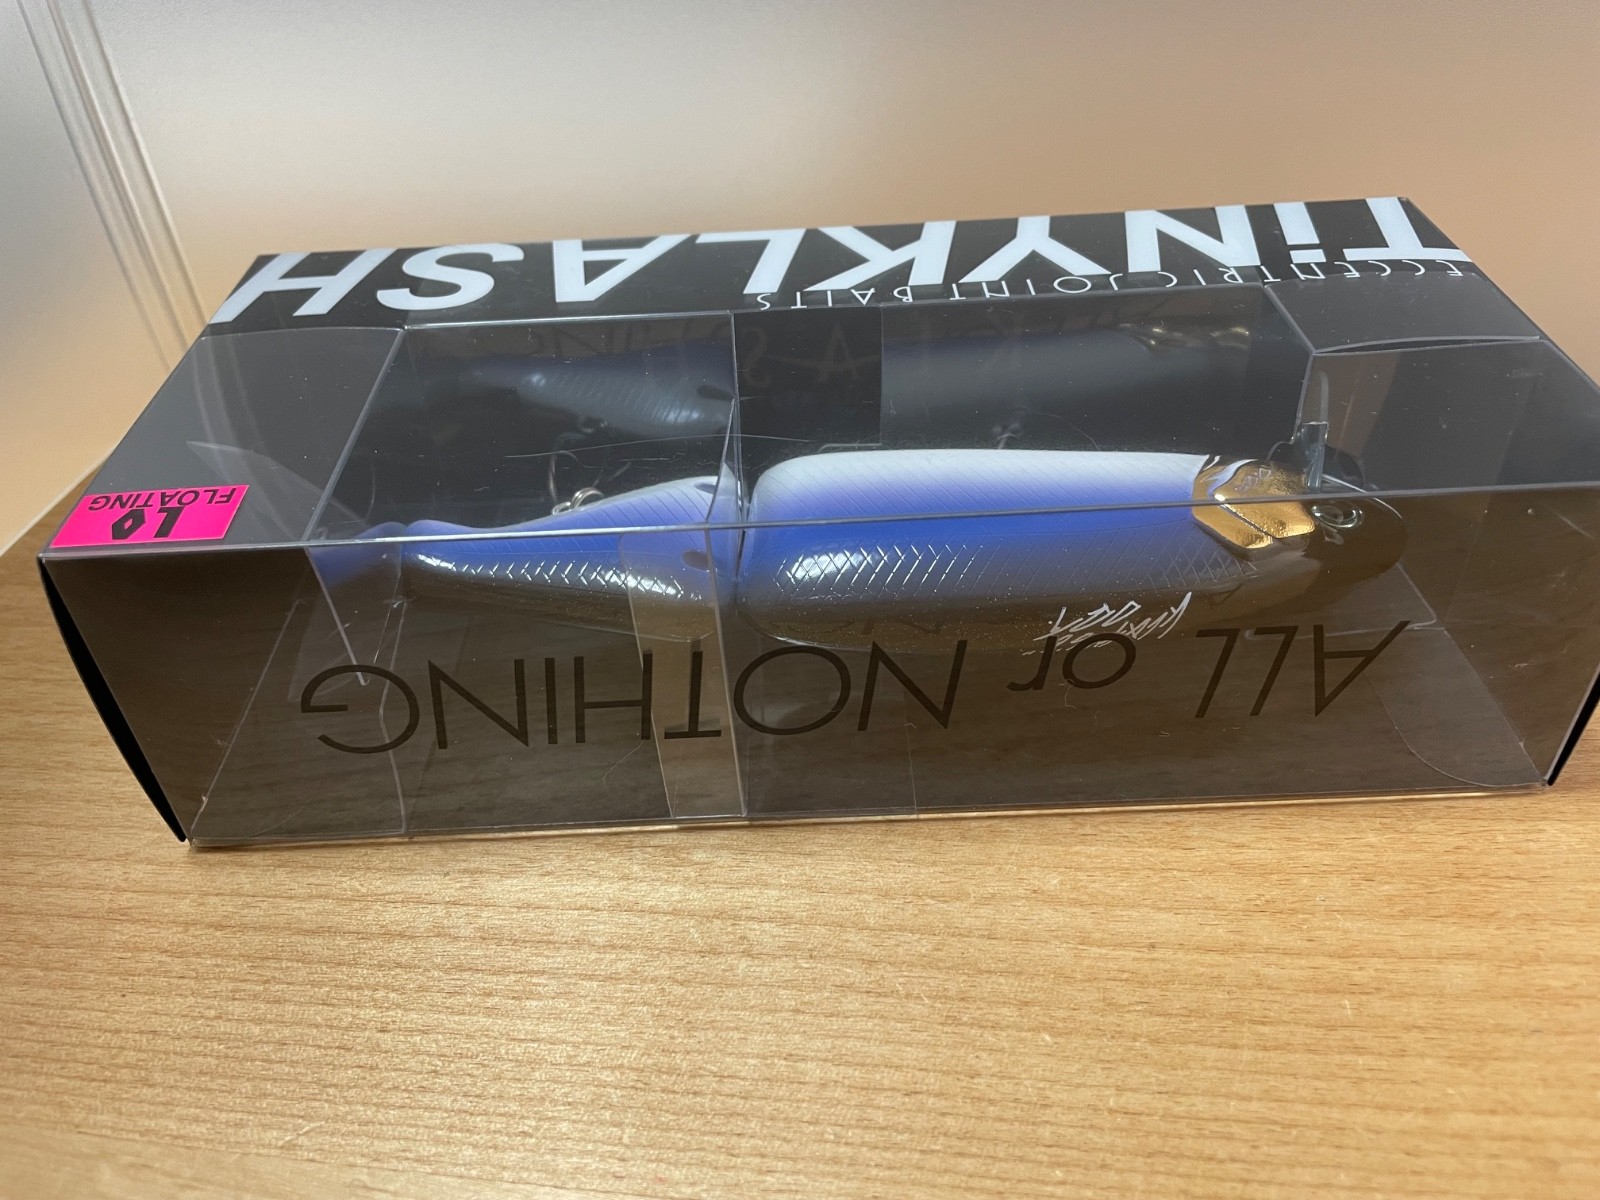 TiNYKLASH
ECCENTRIC JOINT BAITS
LO
FLOATING
ALL or NOTHING